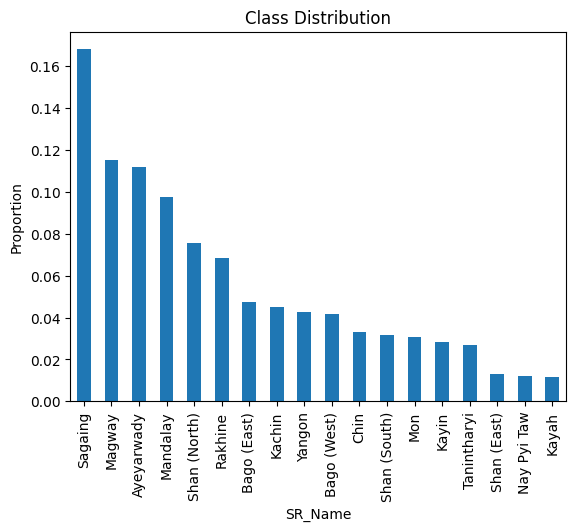 Class Distribution
Proportion
0.16
0.14
0.12
0.10
0.08
0.06
0.04
0.02
0.00
Sagaing
Magway
Ayeyarwady
Mandalay
Shan (North)
Rakhine
Bago (East)
Kachin
Yangon
Bago (West)
Chin
Shan (South)
Mon
Kayin
Tanintharyi
Shan (East)
Nay Pyi Taw
Kayah
SR_Name